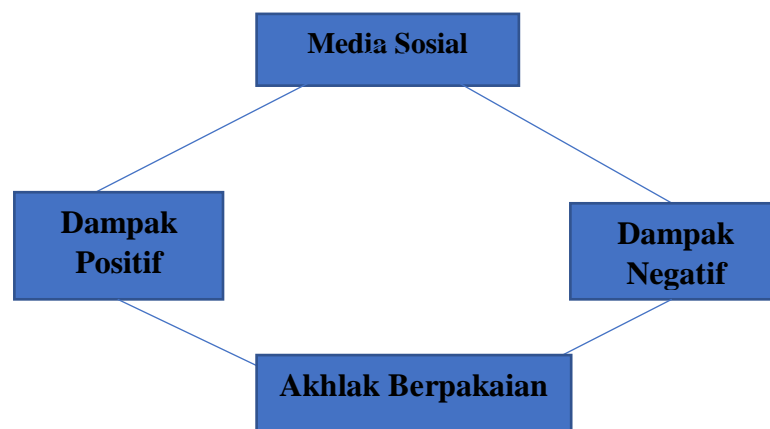 Media Sosial
Dampak
Positif
Dampak
Negatif
Akhlak Berpakaian